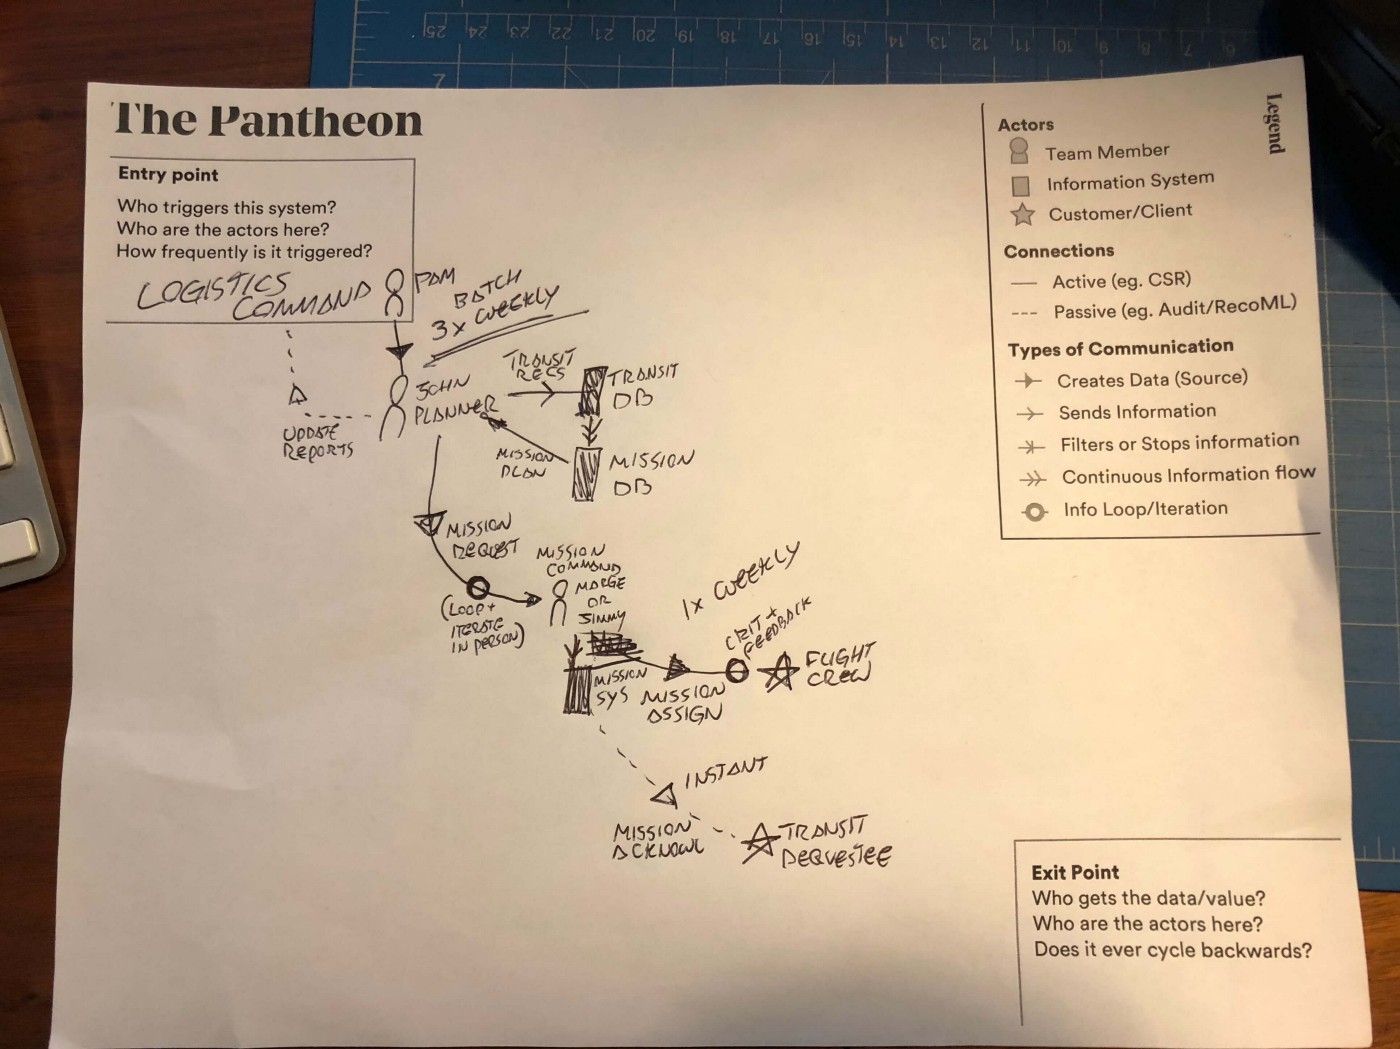 The Pantheon
Entry point
Who triggers this system?
Who are the actors here?
How frequently is it triggered?
LOGISTICS
COMMAND
PAM
BATCH
3x WEEKLY
JOHN
PLANNER
TRANSIT
RECS
TRANSIT
DB
UPDATE
REPORTS
MISSION
PLAN
MISSION
DB
MISSION
REQUEST
(LOOP +
ITERATE
IN PERSON)
MISSION
COMMAND
MARGE
OR
JIMMY
MISSION
SYS
1x WEEKLY
CRIT +
FEEDBACK
MISSION
ASSIGN
FLIGHT
CREW
INSTANT
MISSION
ACKNOWL
TRANSIT
REQUESTEE
Legend
Actors
Team Member
Information System
Customer/Client
Connections
Active (eg. CSR)
Passive (eg. Audit/RecoML)
Types of Communication
Creates Data (Source)
Sends Information
Filters or Stops information
Continuous Information flow
Info Loop/Iteration
Exit Point
Who gets the data/value?
Who are the actors here?
Does it ever cycle backwards?
25 24 23 22 21 20 19 18 17 16 15 14 13 12 11 10 9 8 7 6